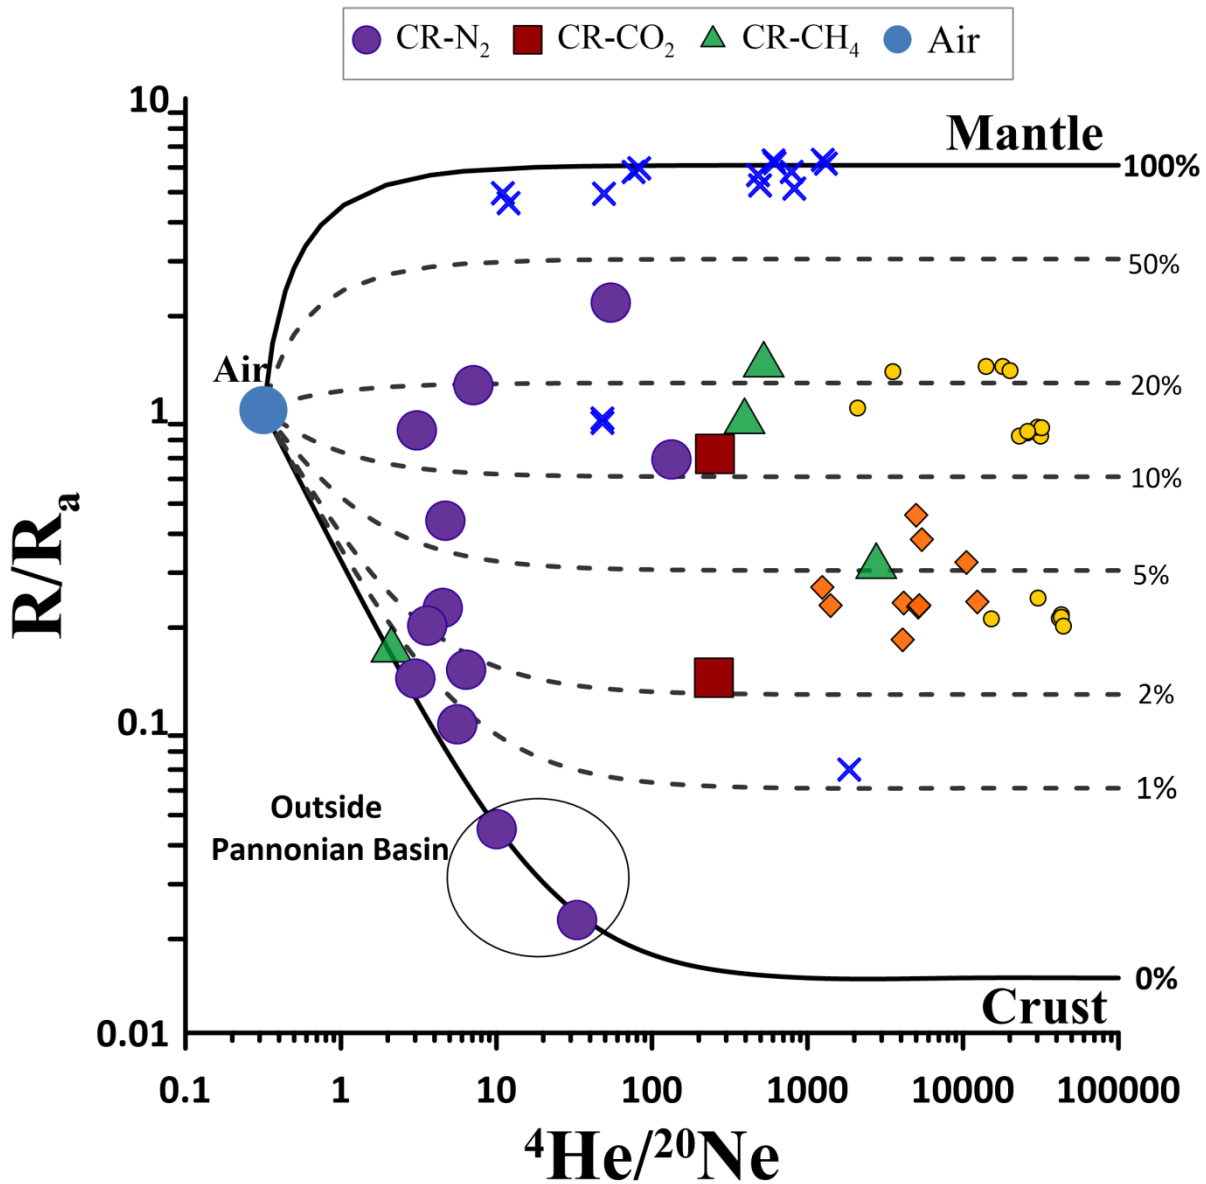 CR-N₂ CR-CO₂ CR-CH₄ Air
10
Mantle
100%
50%
Air
20%
1
10%
R/Rₐ
5%
2%
0.1
1%
Outside
Pannonian Basin
0%
Crust
0.01
0.1 1 10 100 1000 10000 100000
⁴He/²⁰Ne